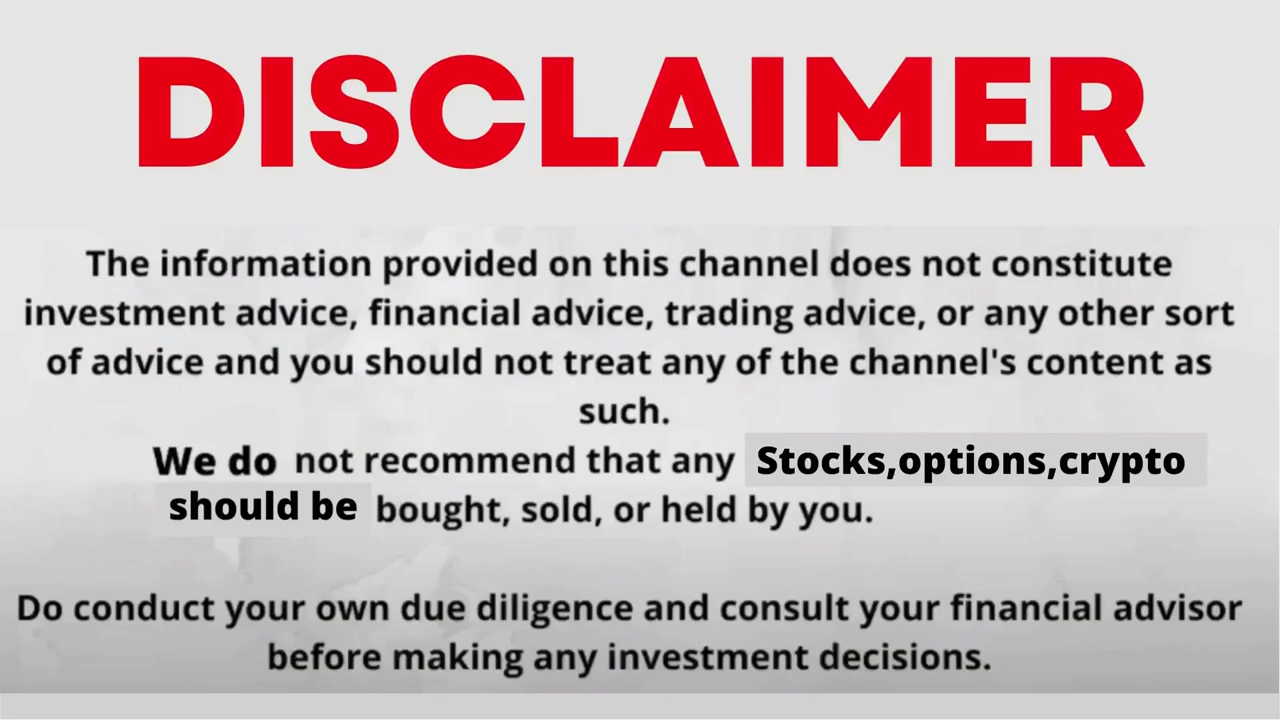 DISCLAIMER
The information provided on this channel does not constitute
investment advice, financial advice, trading advice, or any other sort
of advice and you should not treat any of the channel's content as
such.
We do not recommend that any Stocks,options,crypto
should be bought, sold, or held by you.
Do conduct your own due diligence and consult your financial advisor
before making any investment decisions.